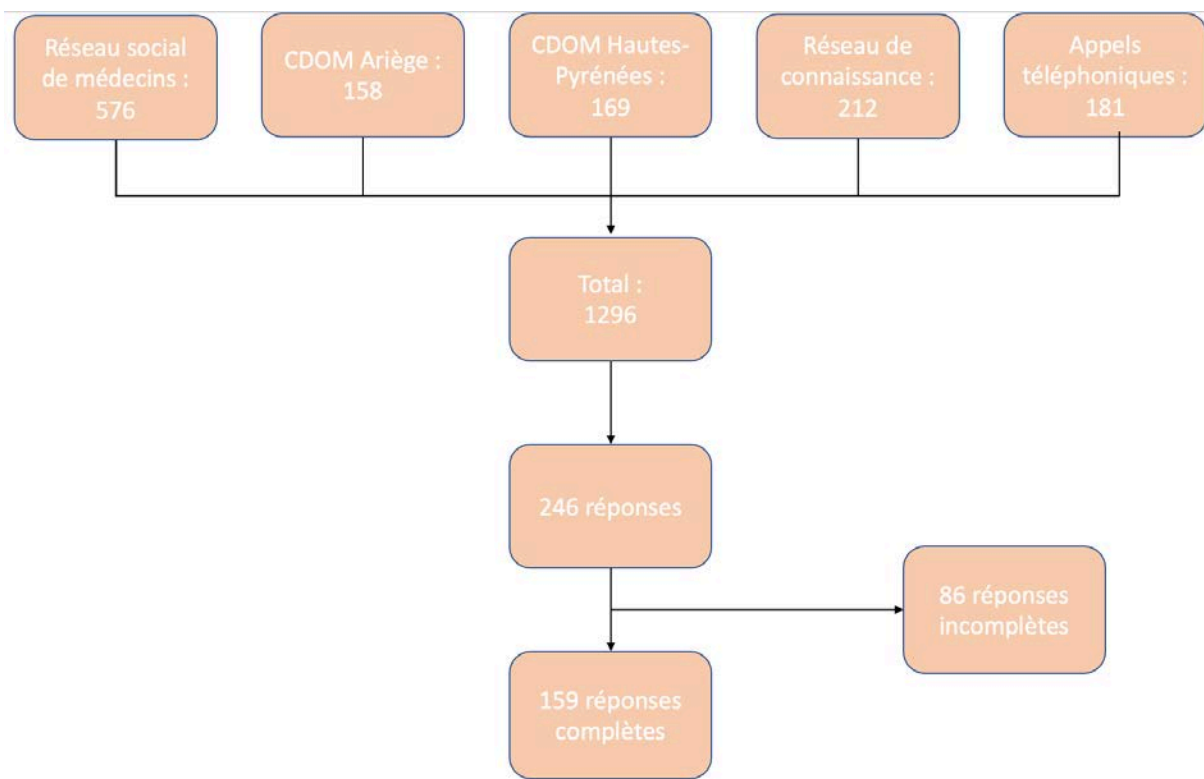 Réseau social
de médecins :
576
CDOM Ariège :
158
CDOM Hautes-
Pyrénées :
169
Réseau de
connaissance :
212
Appels
téléphoniques :
181
Total :
1296
246 réponses
86 réponses
incomplètes
159 réponses
complètes